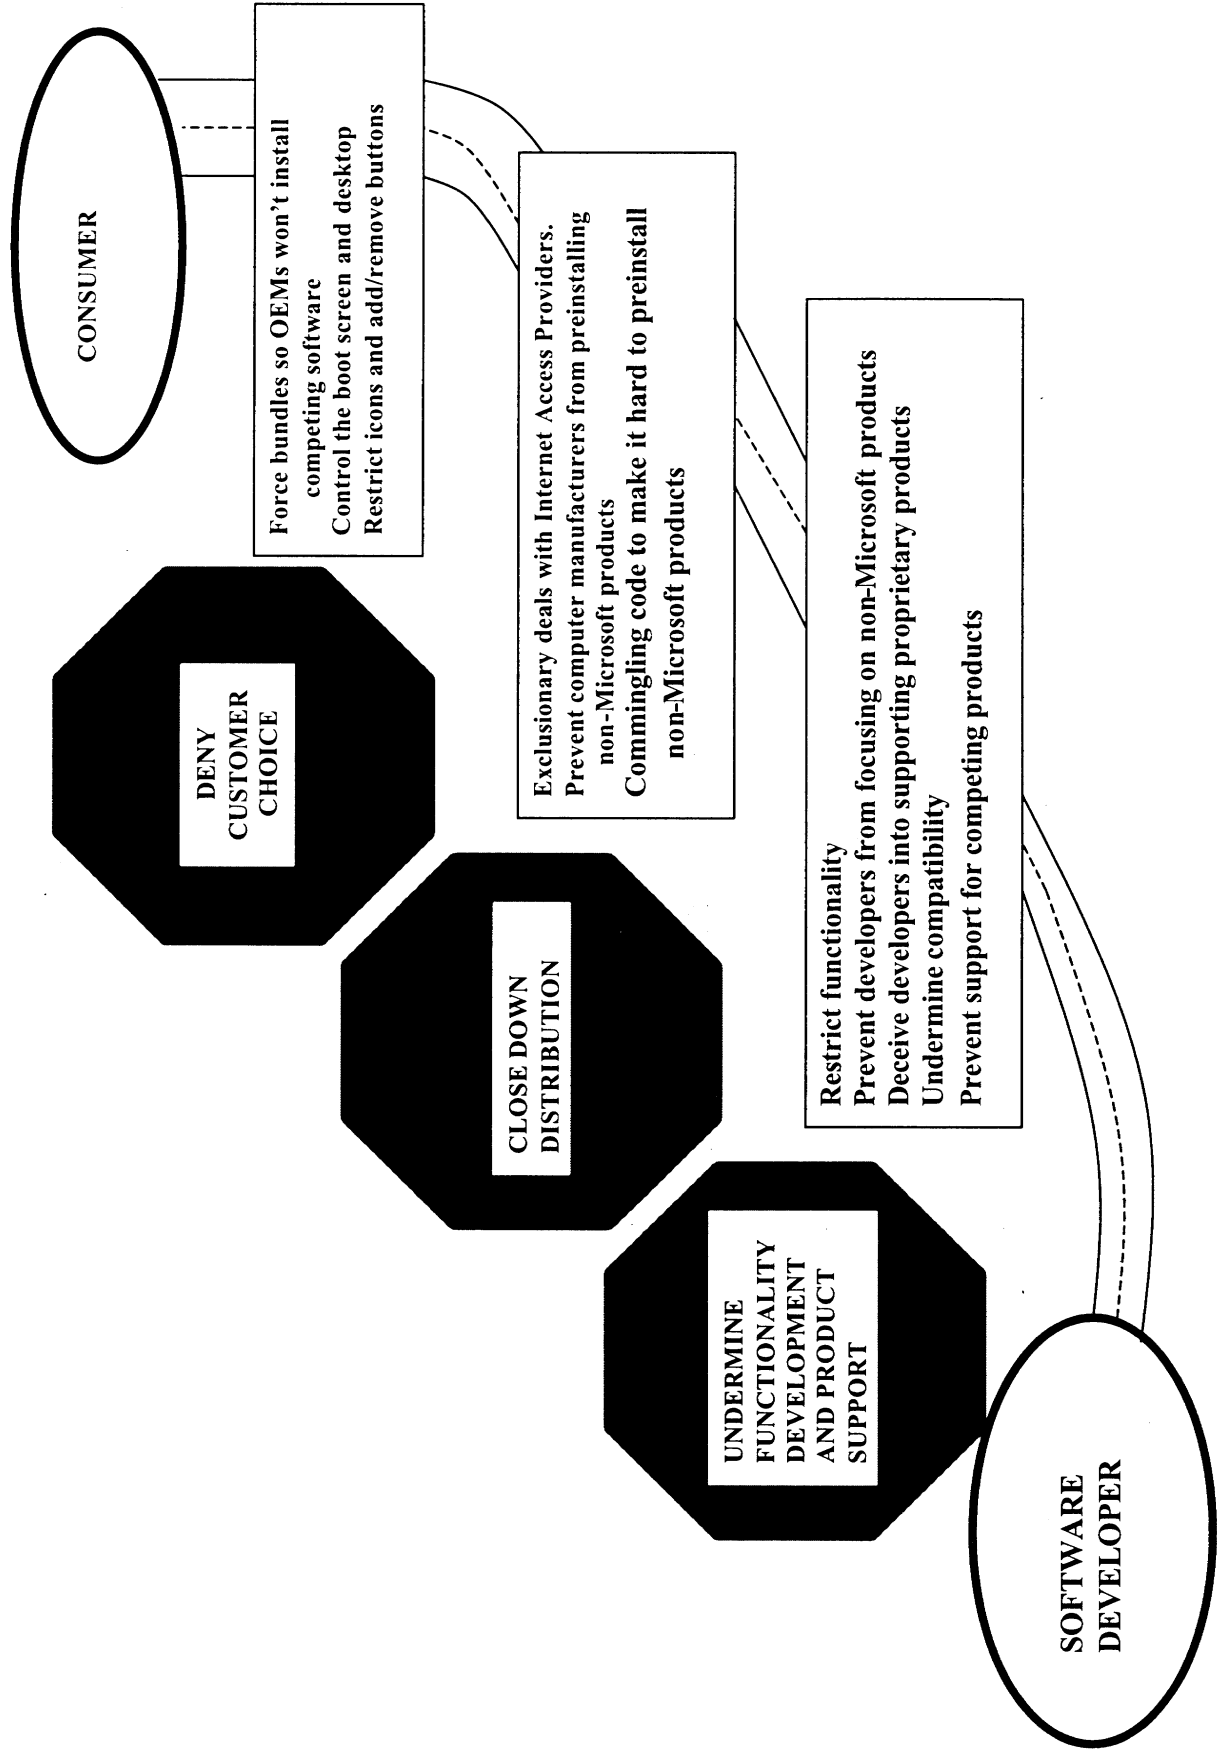 CONSUMER
DENY
CUSTOMER
CHOICE
Force bundles so OEMs won't install
competing software
Control the boot screen and desktop
Restrict icons and add/remove buttons
CLOSE DOWN
DISTRIBUTION
Exclusionary deals with Internet Access Providers.
Prevent computer manufacturers from preinstalling
non-Microsoft products
Commingling code to make it hard to preinstall
non-Microsoft products
UNDERMINE
FUNCTIONALITY
DEVELOPMENT
AND PRODUCT
SUPPORT
Restrict functionality
Prevent developers from focusing on non-Microsoft products
Deceive developers into supporting proprietary products
Undermine compatibility
Prevent support for competing products
SOFTWARE
DEVELOPER